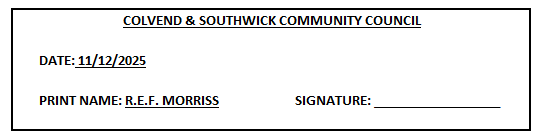 COLVEND & SOUTHWICK COMMUNITY COUNCIL
DATE: 11/12/2025
PRINT NAME: R.E.F. MORRISS SIGNATURE: ___________________